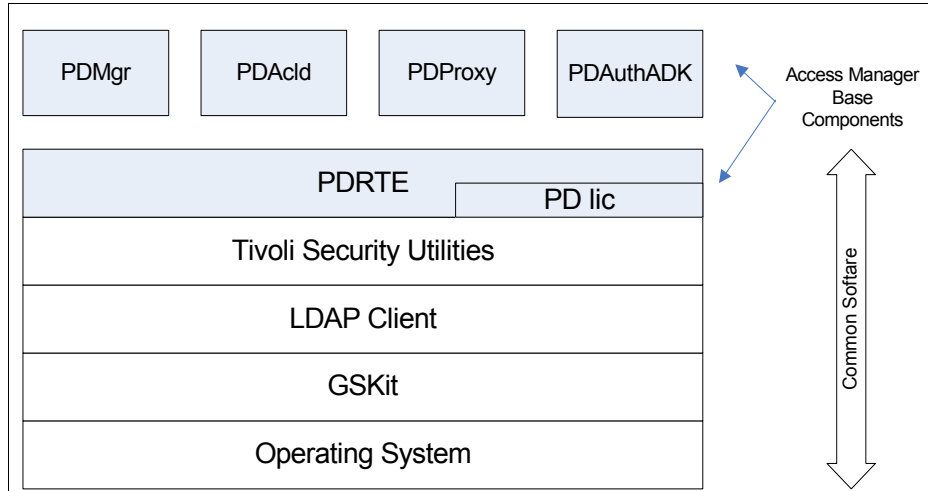 PDMgr
PDAcld
PDProxy
PDAuthADK
Access Manager
Base
Components
PDRTE
PD lic
Tivoli Security Utilities
LDAP Client
GSKit
Operating System
Common Softare